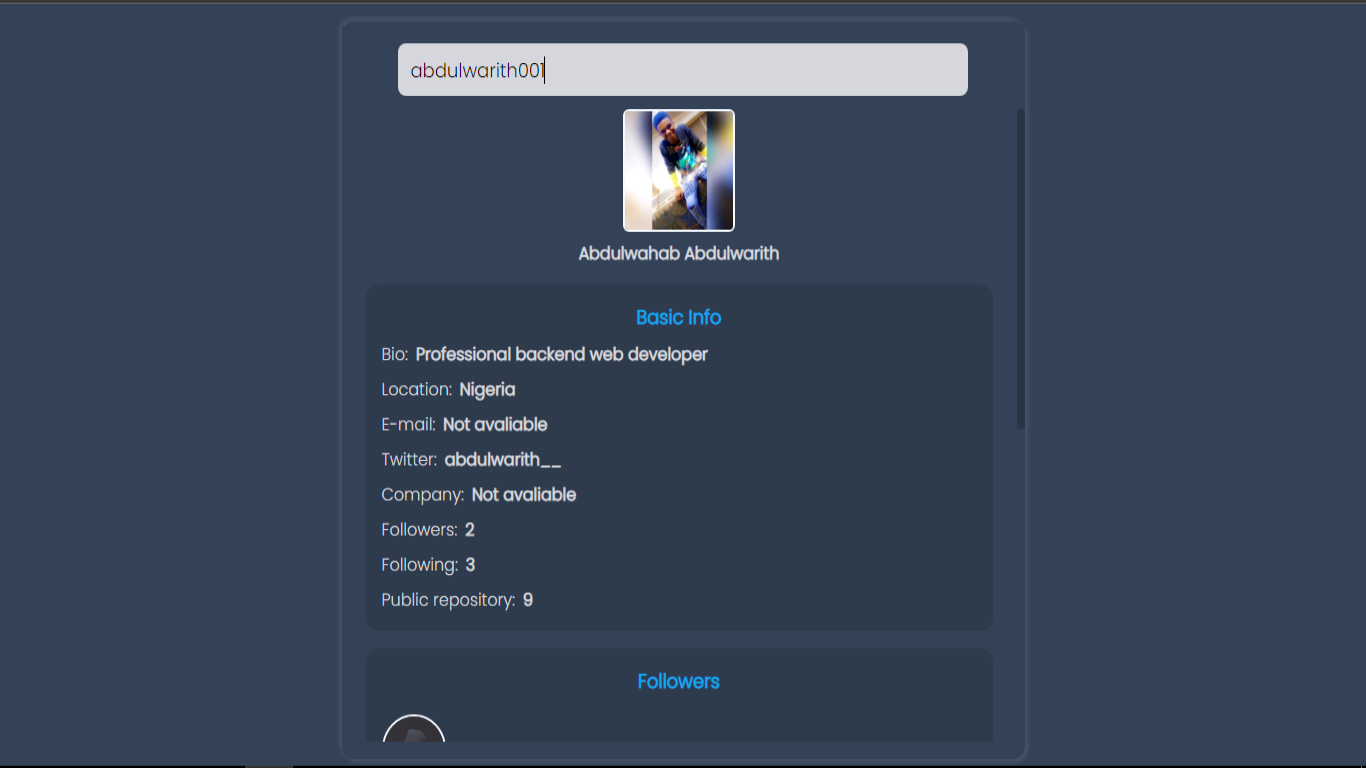 abdulwarith001
Abdulwahab Abdulwarith
Basic Info
Bio: Professional backend web developer
Location: Nigeria
E-mail: Not avaliable
Twitter: abdulwarith__
Company: Not avaliable
Followers: 2
Following: 3
Public repository: 9
Followers